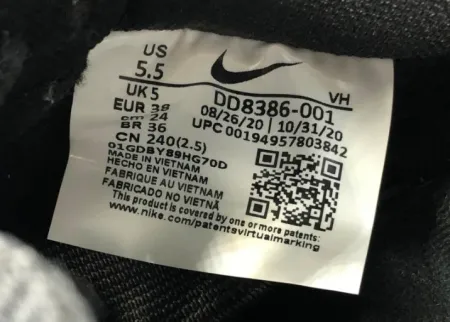 US
5.5
UK 5
EUR 38
cm 24
BR 36
CN 240(2.5)
DD8386-001
VH
08/26/20 | 10/31/20
UPC 00194957803842
01GDBY89HG70D
MADE IN VIETNAM
HECHO EN VIETNAM
FABRIQUE AU VIETNAM
FABRICADO NO VIETNÃ
This product is covered by one or more patents.
www.nike.com/patentsvirtualmarking